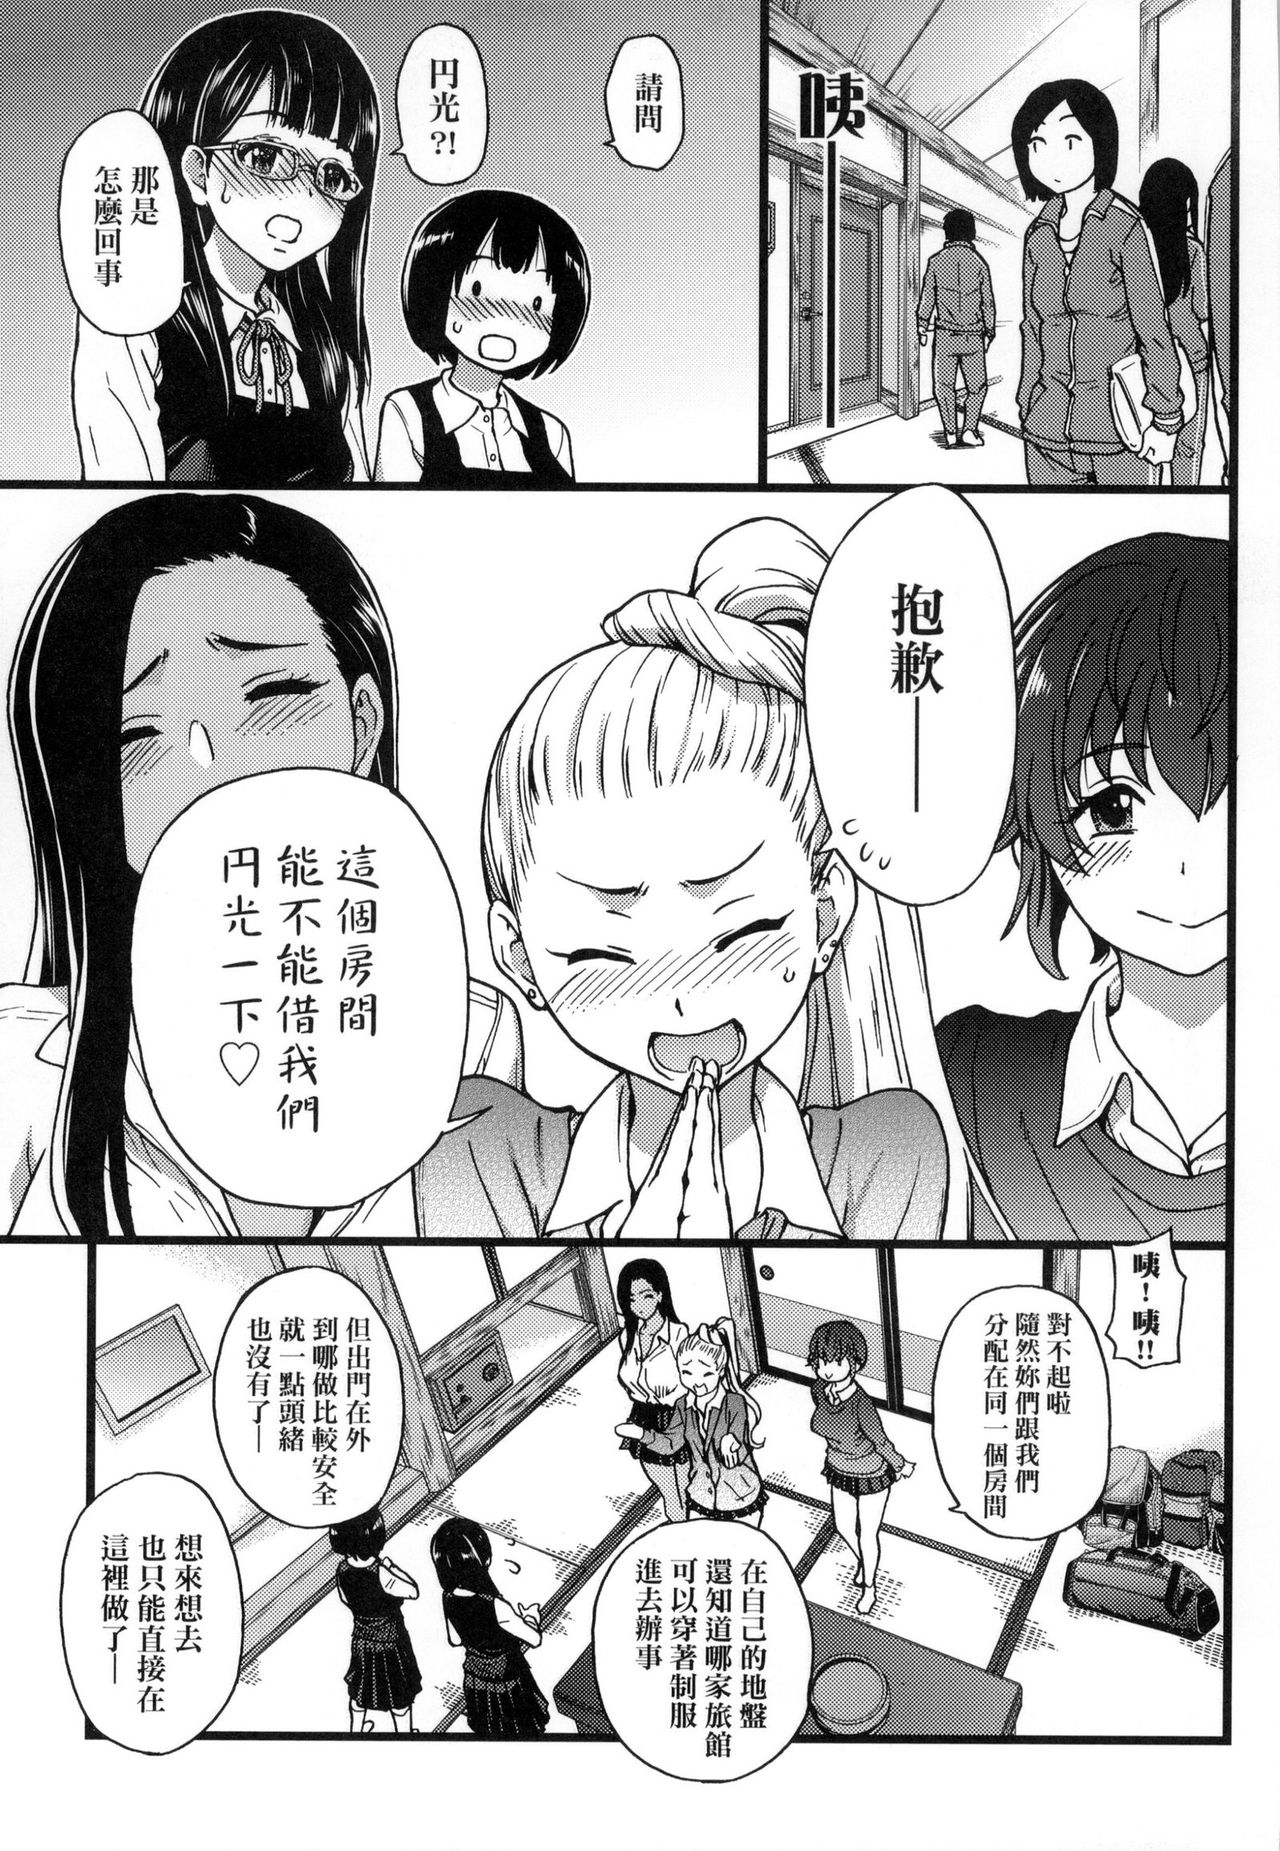 咦──
請問
円光?!
那是
怎麼回事
抱歉──
這個房間
能不能借我們
円光一下♡
咦！咦!!
對不起啦
隨然妳們跟我們
分配在同一個房間
在自己的地盤
還知道哪家旅館
可以穿著制服
進去辦事
但出門在外
到哪做比較安全
就一點頭緒
也沒有了─
想來想去
也只能直接在
這裡做了─